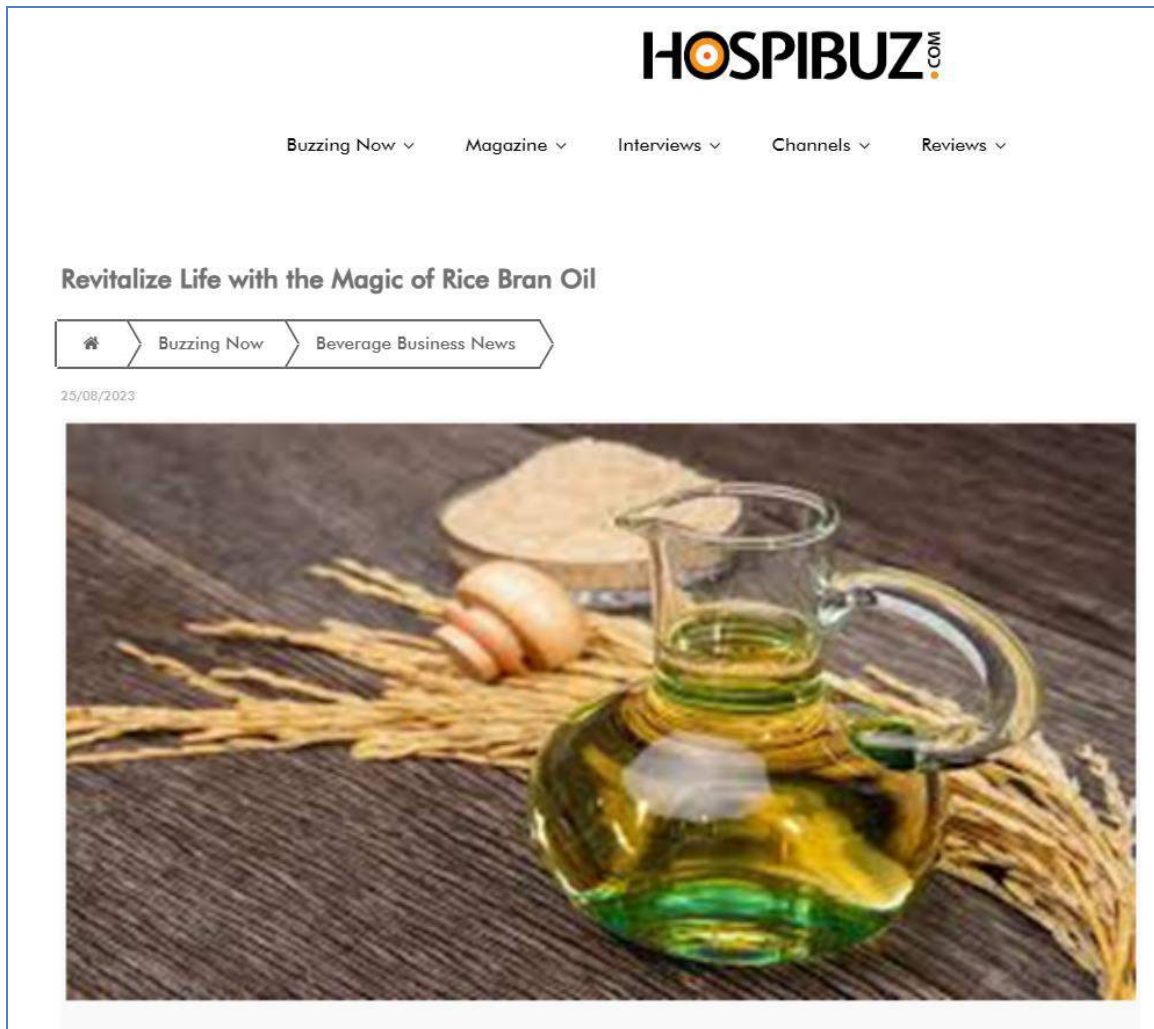 HOSPIBUZ.COM
Buzzing Now Magazine Interviews Channels Reviews
Revitalize Life with the Magic of Rice Bran Oil
Buzzing Now Beverage Business News
25/08/2023